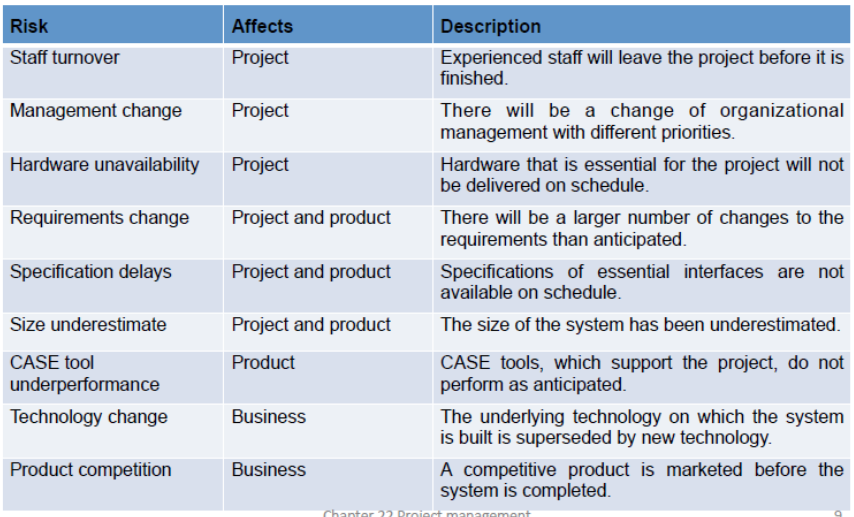 Risk Affects Description
Staff turnover Project Experienced staff will leave the project before it is
finished.
Management change Project There will be a change of organizational
management with different priorities.
Hardware unavailability Project Hardware that is essential for the project will not
be delivered on schedule.
Requirements change Project and product There will be a larger number of changes to the
requirements than anticipated.
Specification delays Project and product Specifications of essential interfaces are not
available on schedule.
Size underestimate Project and product The size of the system has been underestimated.
CASE tool Product CASE tools, which support the project, do not
underperformance perform as anticipated.
Technology change Business The underlying technology on which the system
is built is superseded by new technology.
Product competition Business A competitive product is marketed before the
system is completed.
Chapter 22 Project management 9